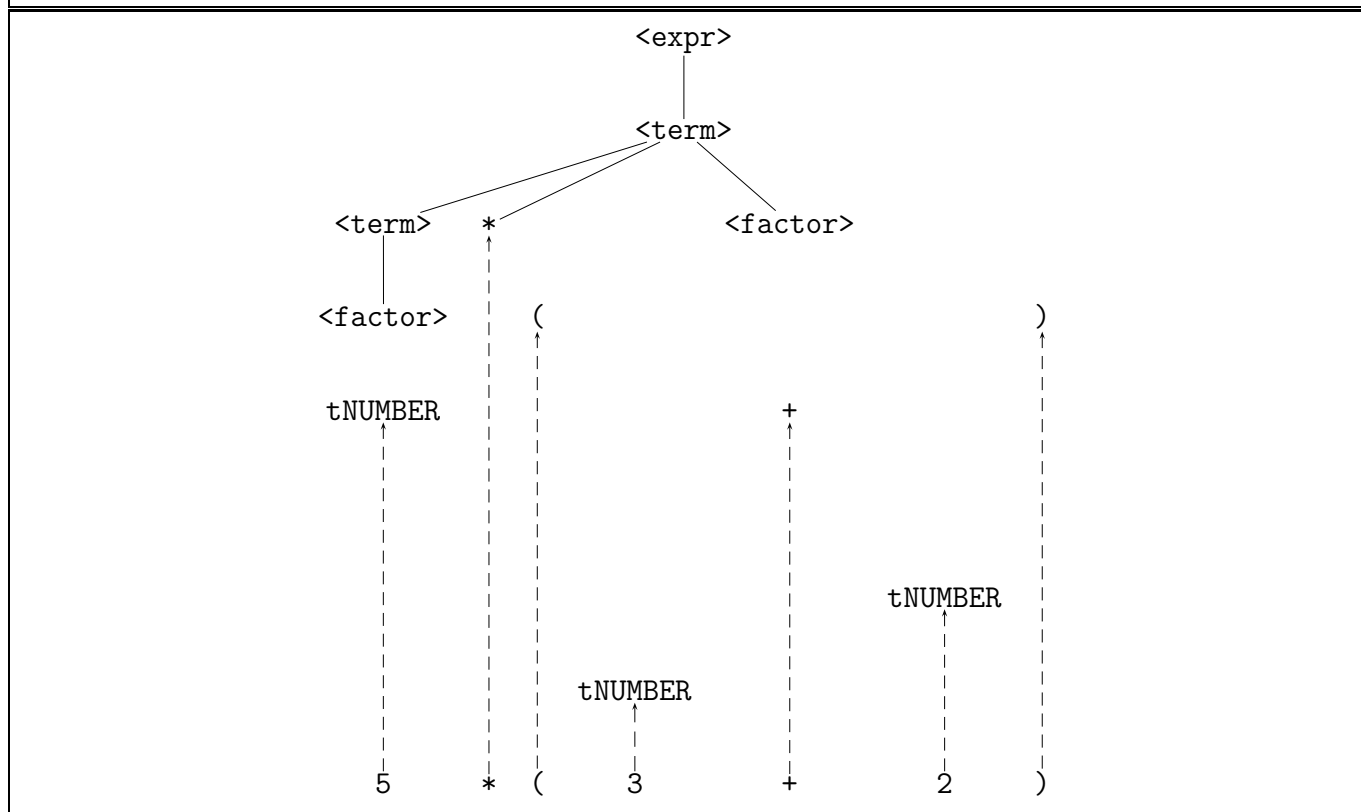 <expr>
<term>
<term> * <factor>
<factor> ( )
tNUMBER +
tNUMBER
tNUMBER
5 * ( 3 + 2 )